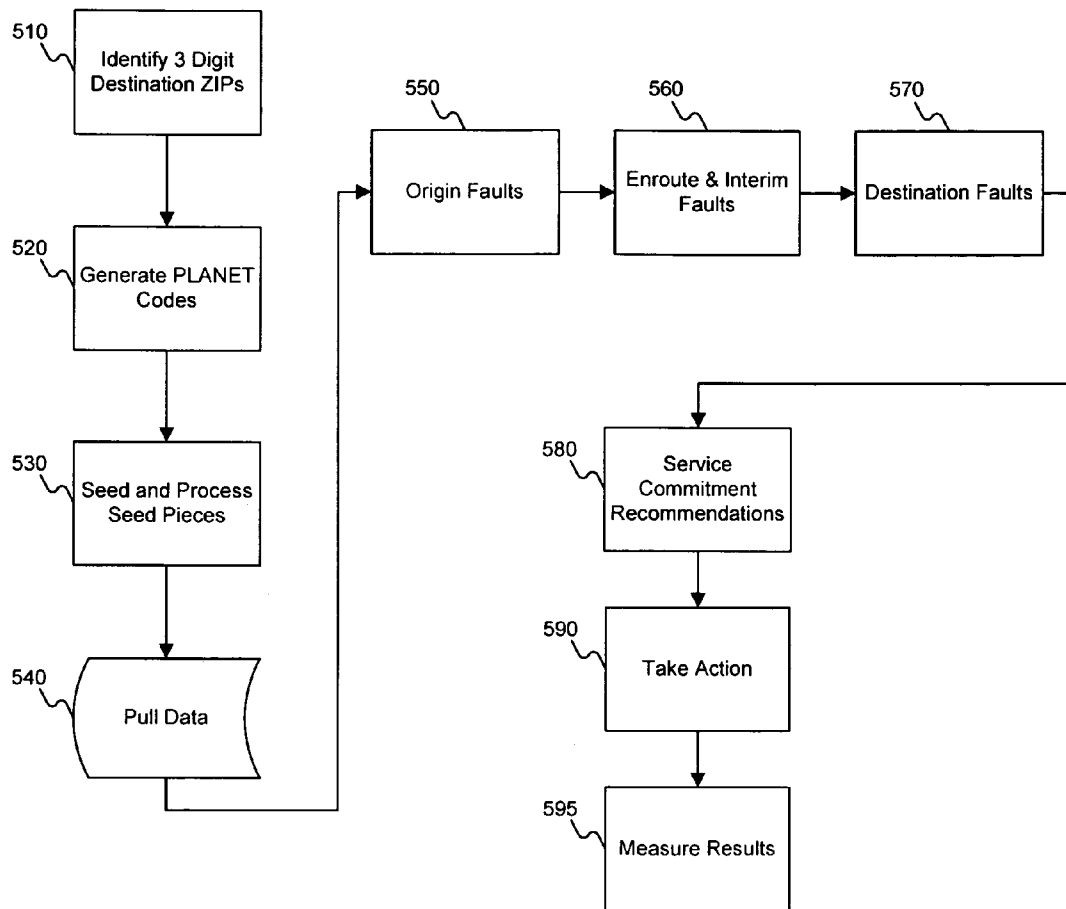 510
Identify 3 Digit
Destination ZIPs
520
Generate PLANET
Codes
530
Seed and Process
Seed Pieces
540
Pull Data
550
Origin Faults
560
Enroute & Interim
Faults
570
Destination Faults
580
Service
Commitment
Recommendations
590
Take Action
595
Measure Results